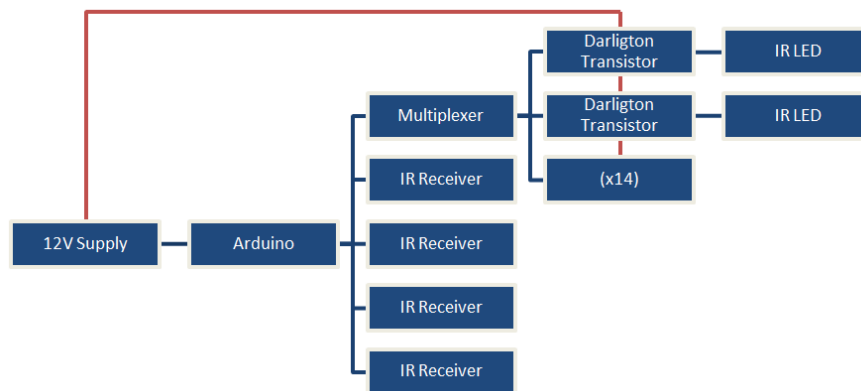 Darligton
Transistor
IR LED
Multiplexer
Darligton
Transistor
IR LED
IR Receiver
(x14)
12V Supply
Arduino
IR Receiver
IR Receiver
IR Receiver